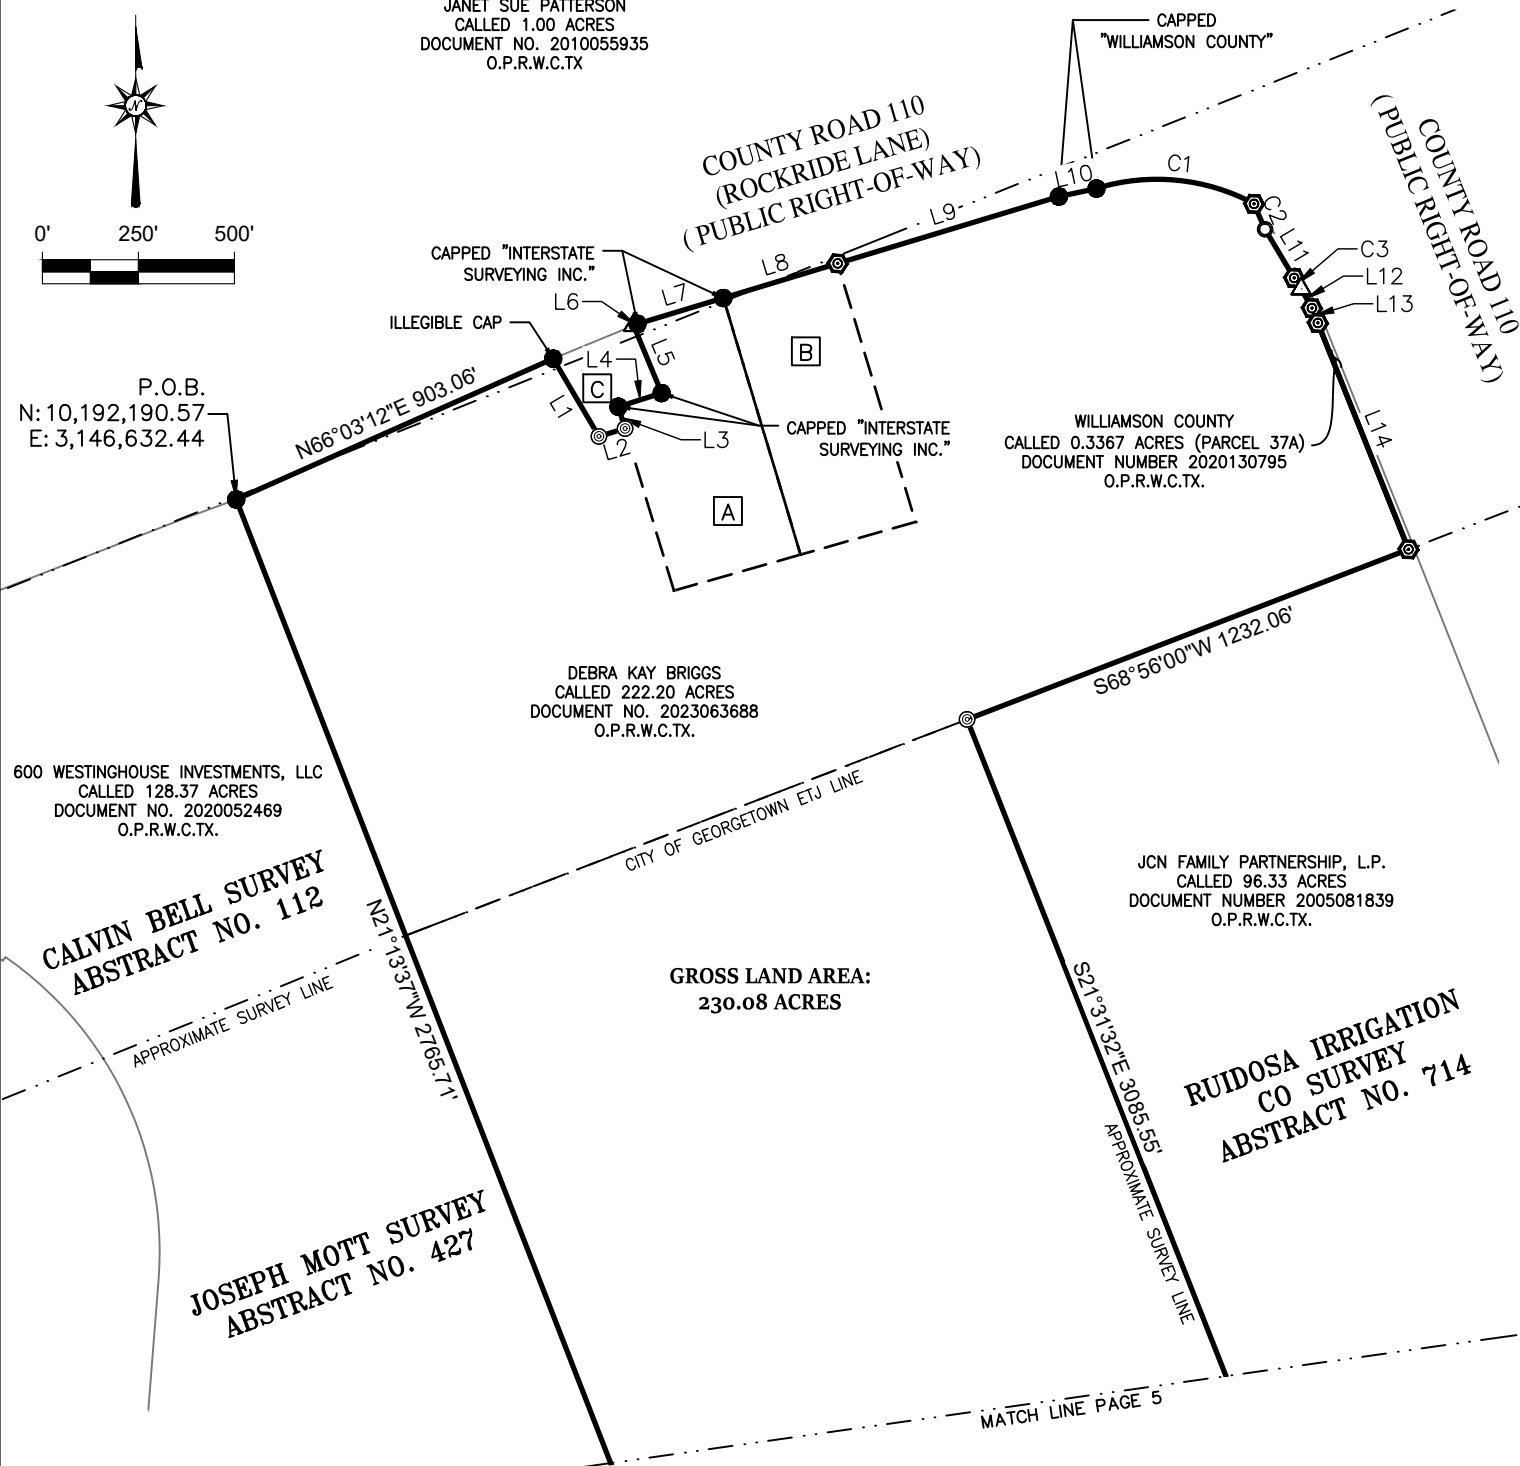 JANET SUE PATTERSON
CALLED 1.00 ACRES
DOCUMENT NO. 2010055935
O.P.R.W.C.TX
CAPPED
"WILLIAMSON COUNTY"
N
0' 250' 500'
COUNTY ROAD 110
(ROCKRIDE LANE)
( PUBLIC RIGHT-OF-WAY)
COUNTY ROAD 110
( PUBLIC RIGHT-OF-WAY)
C1
L10
L9
C2
L11
C3
L12
L13
L8
CAPPED "INTERSTATE
SURVEYING INC."
L7
L6
ILLEGIBLE CAP
L5
L4
B
C
L1
L2
L3
CAPPED "INTERSTATE
SURVEYING INC."
A
P.O.B.
N: 10,192,190.57
E: 3,146,632.44
N66°03'12"E 903.06'
WILLIAMSON COUNTY
CALLED 0.3367 ACRES (PARCEL 37A)
DOCUMENT NUMBER 2020130795
O.P.R.W.C.TX.
L14
S68°56'00"W 1232.06'
DEBRA KAY BRIGGS
CALLED 222.20 ACRES
DOCUMENT NO. 2023063688
O.P.R.W.C.TX.
600 WESTINGHOUSE INVESTMENTS, LLC
CALLED 128.37 ACRES
DOCUMENT NO. 2020052469
O.P.R.W.C.TX.
CITY OF GEORGETOWN ETJ LINE
CALVIN BELL SURVEY
ABSTRACT NO. 112
APPROXIMATE SURVEY LINE
N21°13'37"W 2765.71'
GROSS LAND AREA:
230.08 ACRES
JCN FAMILY PARTNERSHIP, L.P.
CALLED 96.33 ACRES
DOCUMENT NUMBER 2005081839
O.P.R.W.C.TX.
S21°31'32"E 3085.55'
APPROXIMATE SURVEY LINE
RUIDOSA IRRIGATION
CO SURVEY
ABSTRACT NO. 714
JOSEPH MOTT SURVEY
ABSTRACT NO. 427
MATCH LINE PAGE 5